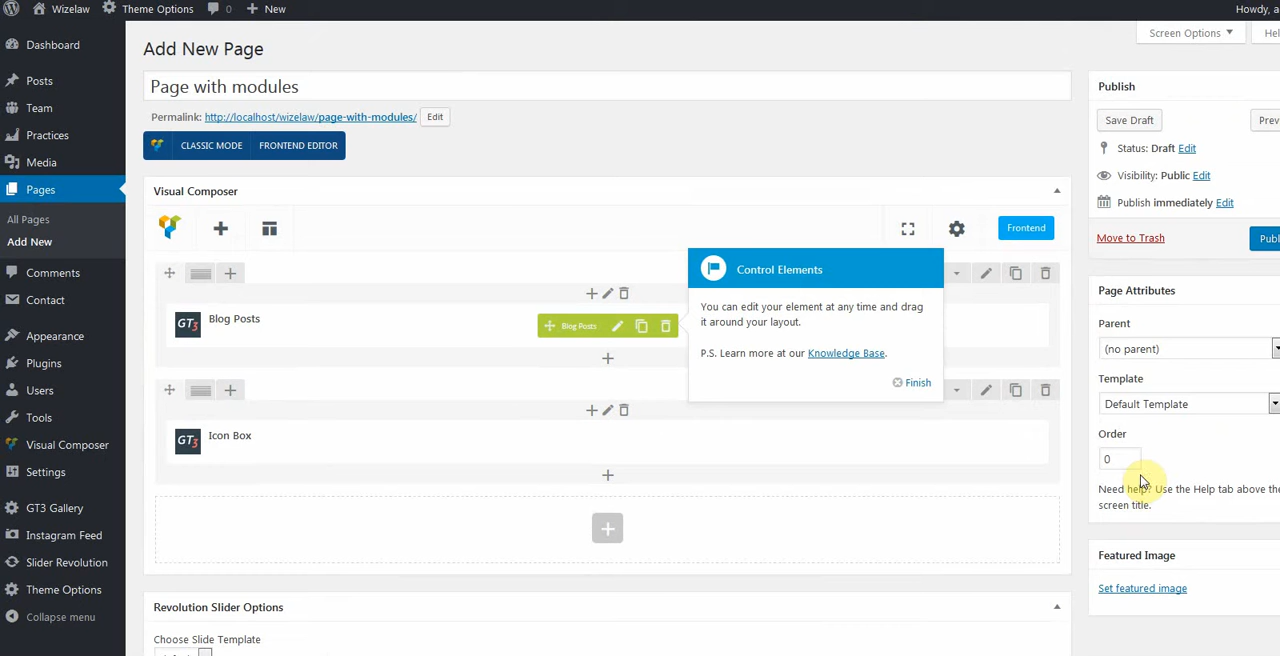 Wizelaw Theme Options 0 New Howdy, a
Screen Options Hel
Dashboard
Posts
Team
Practices
Media
Pages
All Pages
Add New
Comments
Contact
Appearance
Plugins
Users
Tools
Visual Composer
Settings
GT3 Gallery
Instagram Feed
Slider Revolution
Theme Options
Collapse menu
Add New Page
Page with modules
Permalink: http://localhost/wizelaw/page-with-modules/ Edit
CLASSIC MODE FRONTEND EDITOR
Visual Composer
Frontend
GT3 Blog Posts
Blog Posts
Control Elements
You can edit your element at any time and drag
it around your layout.
P.S. Learn more at our Knowledge Base.
Finish
GT3 Icon Box
Revolution Slider Options
Choose Slide Template
Publish
Save Draft Prev
Status: Draft Edit
Visibility: Public Edit
Publish immediately Edit
Move to Trash Publ
Page Attributes
Parent
(no parent)
Template
Default Template
Order
0
Need help? Use the Help tab above the
screen title.
Featured Image
Set featured image